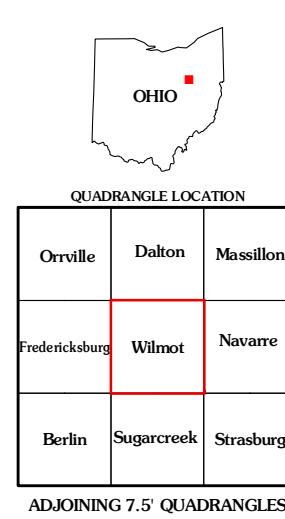 OHIO
QUADRANGLE LOCATION
Orrville Dalton Massillon
Fredericksburg Wilmot Navarre
Berlin Sugarcreek Strasburg
ADJOINING 7.5' QUADRANGLES